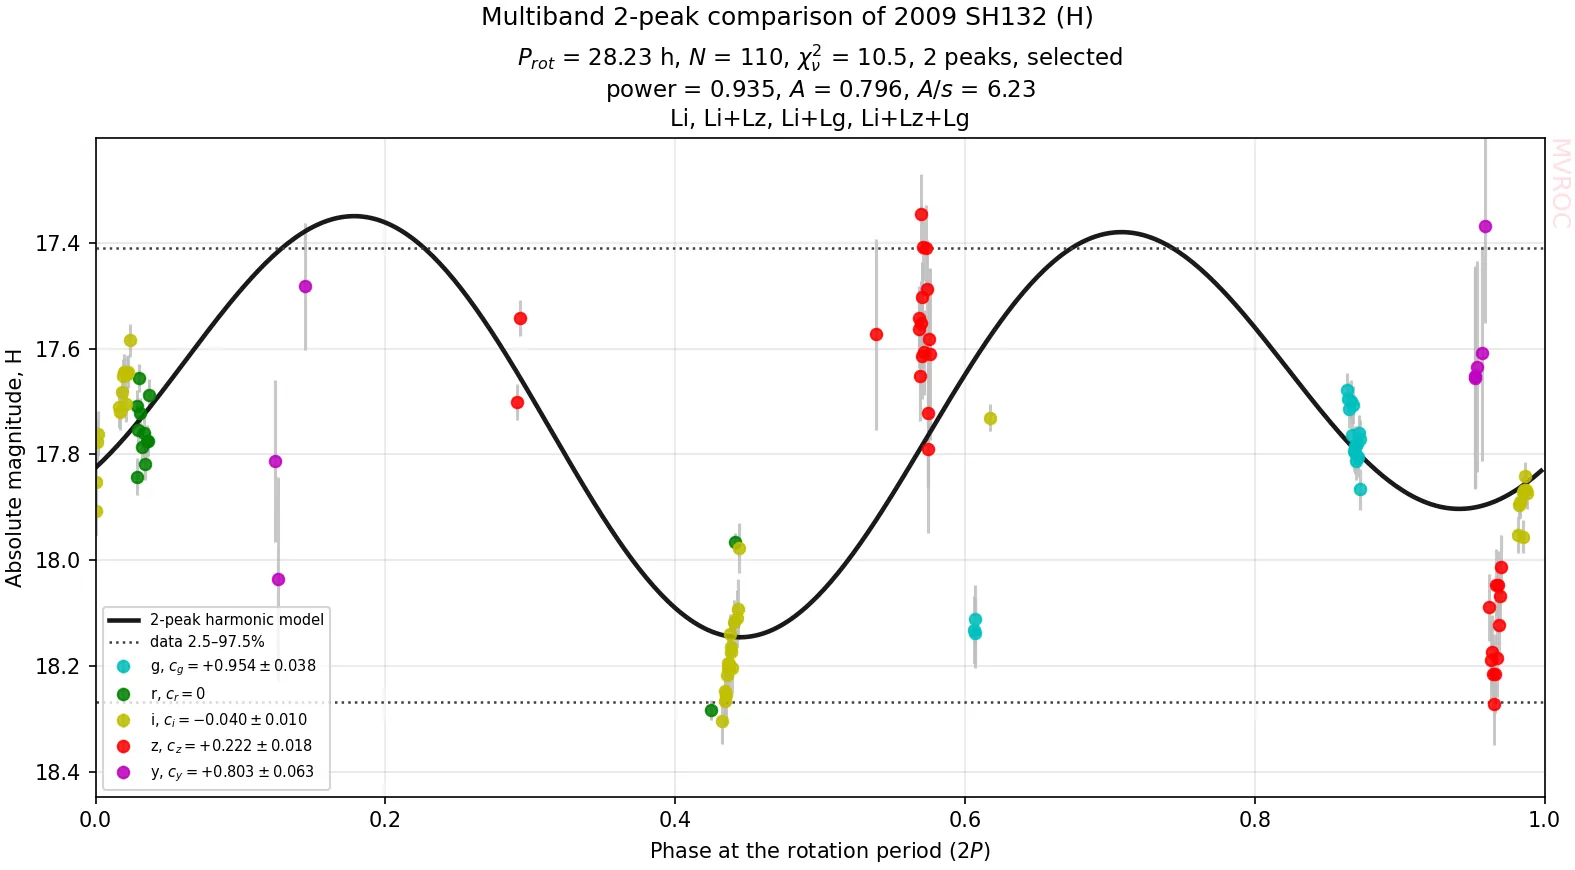 Multiband 2-peak comparison of 2009 SH132 (H)
P_rot = 28.23 h, N = 110, χ²_ν = 10.5, 2 peaks, selected
power = 0.935, A = 0.796, A/s = 6.23
Li, Li+Lz, Li+Lg, Li+Lz+Lg
MVROC
Absolute magnitude, H
17.4
17.6
17.8
18.0
18.2
18.4
2-peak harmonic model
data 2.5–97.5%
g, c_g = +0.954 ± 0.038
r, c_r = 0
i, c_i = −0.040 ± 0.010
z, c_z = +0.222 ± 0.018
y, c_y = +0.803 ± 0.063
0.0 0.2 0.4 0.6 0.8 1.0
Phase at the rotation period (2P)